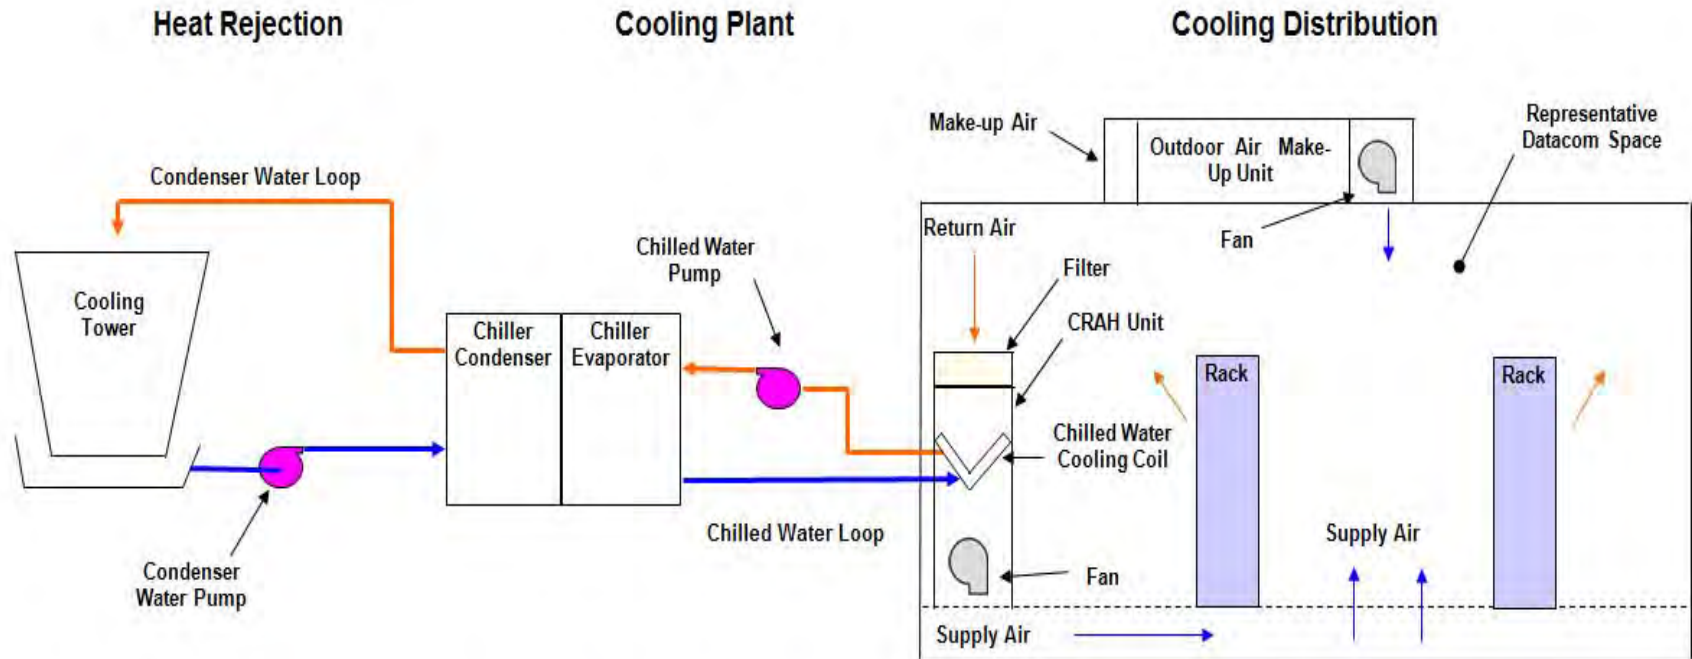 Heat Rejection
Cooling Plant
Cooling Distribution
Make-up Air
Outdoor Air Make-
Up Unit
Representative
Datacom Space
Condenser Water Loop
Return Air
Fan
Chilled Water
Pump
Filter
Cooling
Tower
CRAH Unit
Chiller
Condenser
Chiller
Evaporator
Rack
Rack
Chilled Water
Cooling Coil
Chilled Water Loop
Supply Air
Condenser
Water Pump
Fan
Supply Air